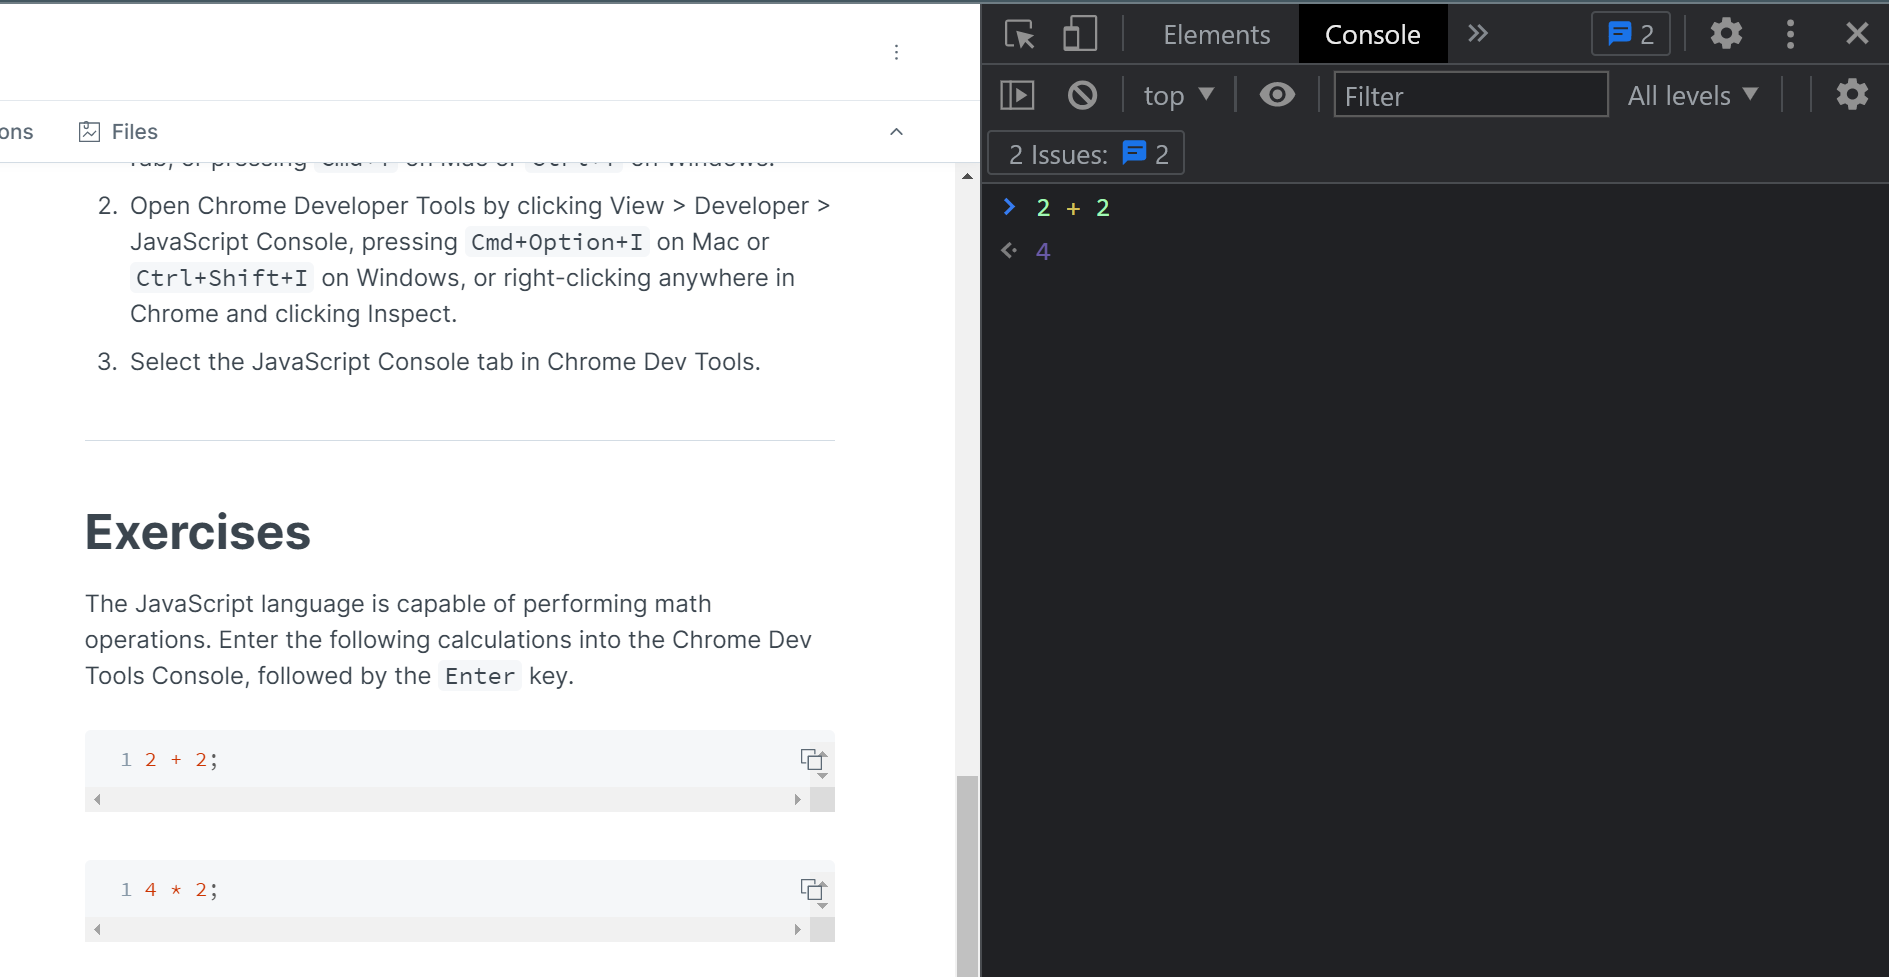 ons
Files
2. Open Chrome Developer Tools by clicking View > Developer >
JavaScript Console, pressing Cmd+Option+I on Mac or
Ctrl+Shift+I on Windows, or right-clicking anywhere in
Chrome and clicking Inspect.
3. Select the JavaScript Console tab in Chrome Dev Tools.
Exercises
The JavaScript language is capable of performing math
operations. Enter the following calculations into the Chrome Dev
Tools Console, followed by the Enter key.
1 2 + 2;
1 4 * 2;
Elements Console » 2
top Filter All levels
2 Issues: 2
> 2 + 2
4